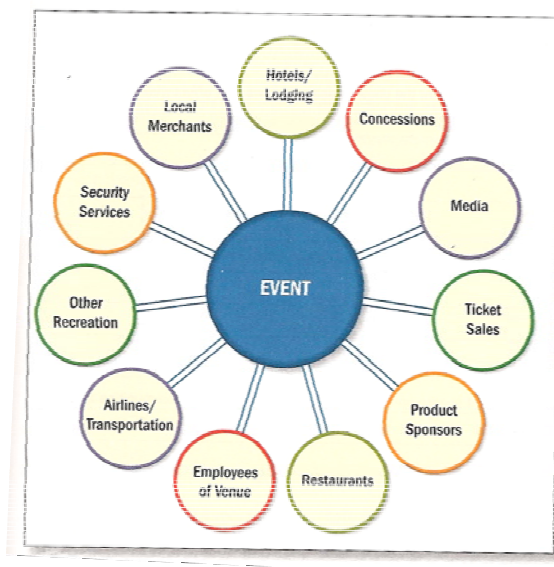 Hotels/
Lodging
Concessions
Media
Ticket
Sales
Product
Sponsors
Restaurants
Employees
of Venue
Airlines/
Transportation
Other
Recreation
Security
Services
Local
Merchants
EVENT